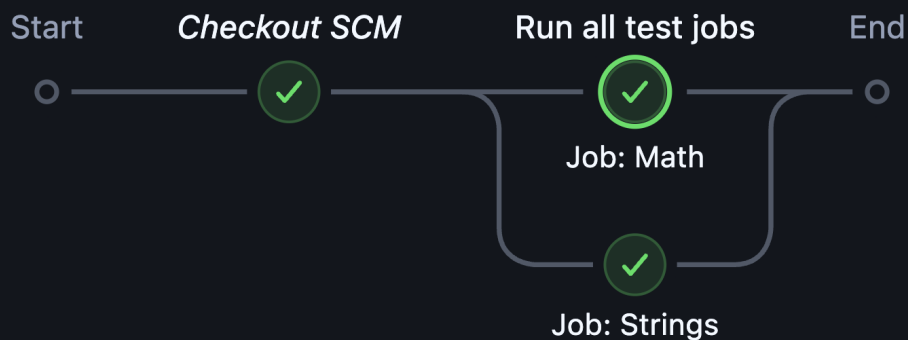 Start
Checkout SCM
Run all test jobs
End
Job: Math
Job: Strings